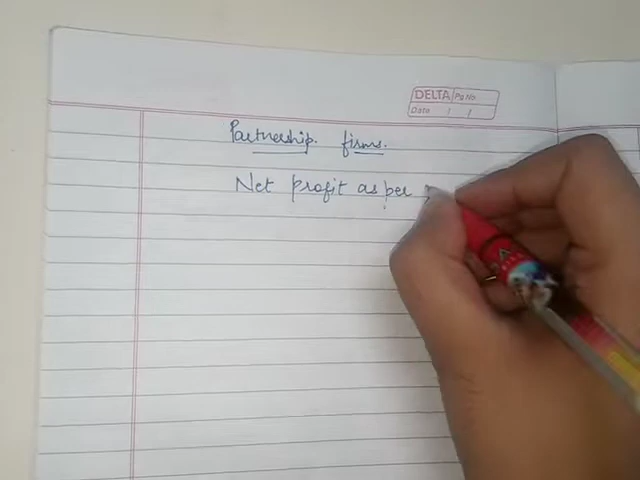 DELTA Pg No.
Date / /
Partnership firms.
Net profit as per